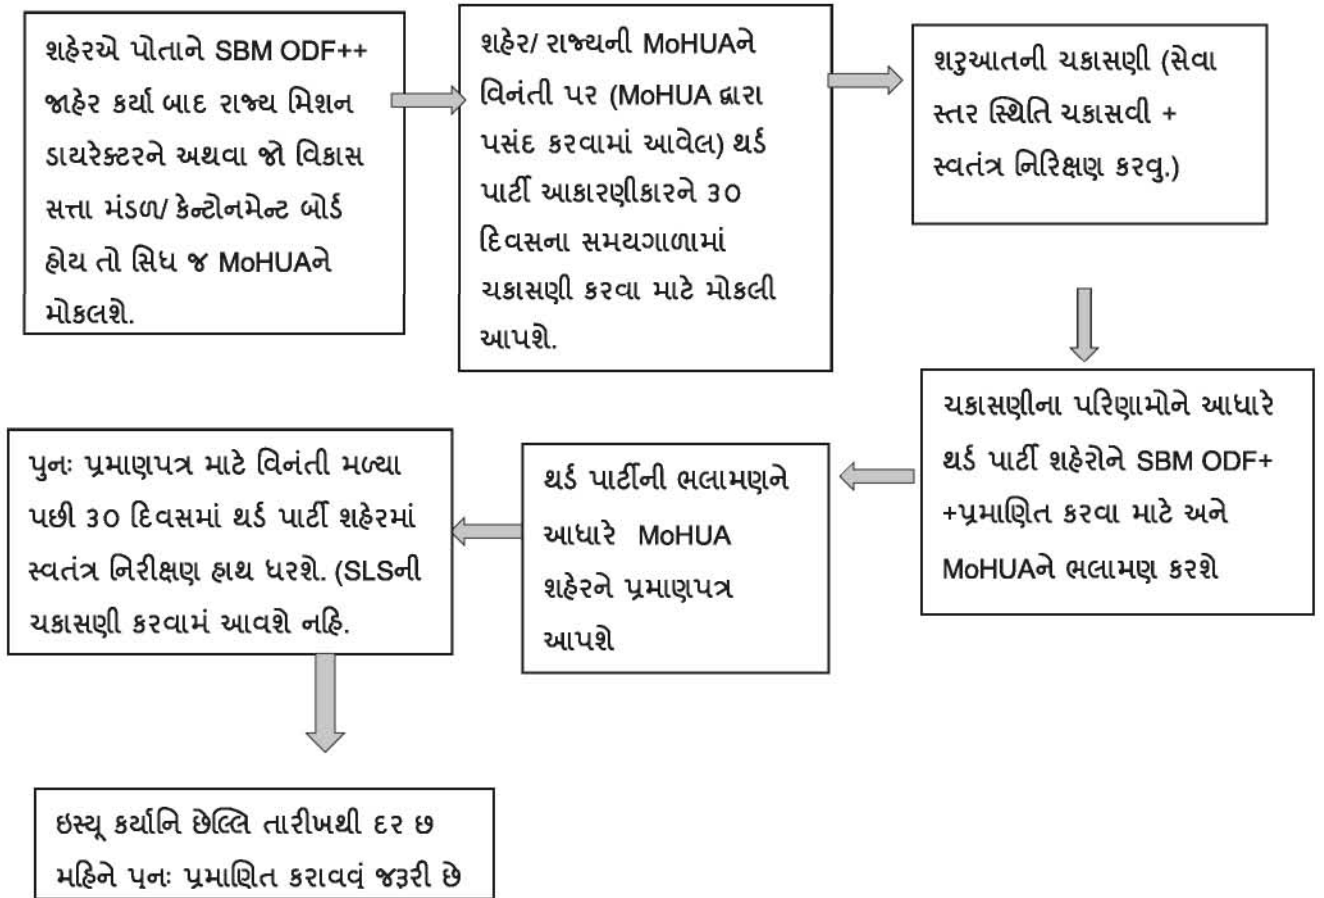 શહેરએ પોતાને SBM ODF++
જાહેર કર્યા બાદ રાજ્ય મિશન
ડાયરેક્ટરને અથવા જો વિકાસ
સત્તા મંડળ/ કેન્ટોનમેન્ટ બોર્ડ
હોય તો સિધ જ MoHUAને
મોકલશે.
શહેર/ રાજ્યની MoHUAને
વિનંતી પર (MoHUA દ્વારા
પસંદ કરવામાં આવેલ) થર્ડ
પાર્ટી આકારણીકારને 30
દિવસના સમયગાળામાં
ચકાસણી કરવા માટે મોકલી
આપશે.
શરુઆતની ચકાસણી (સેવા
સ્તર સ્થિતિ ચકાસવી +
સ્વતંત્ર નિરિક્ષણ કરવુ.)
ચકાસણીના પરિણામોને આધારે
થર્ડ પાર્ટી શહેરોને SBM ODF+
+પ્રમાણિત કરવા માટે અને
MoHUAને ભલામણ કરશે
થર્ડ પાર્ટીની ભલામણને
આધારે MoHUA
શહેરને પ્રમાણપત્ર
આપશે
પુનઃ પ્રમાણપત્ર માટે વિનંતી મળ્યા
પછી 30 દિવસમાં થર્ડ પાર્ટી શહેરમાં
સ્વતંત્ર નિરીક્ષણ હાથ ધરશે. (SLSની
ચકાસણી કરવામં આવશે નહિ.
ઇસ્યૂ કર્યાનિ છેલ્લિ તારીખથી દર છ
મહિને પુનઃ પ્રમાણિત કરાવવું જરૂરી છે